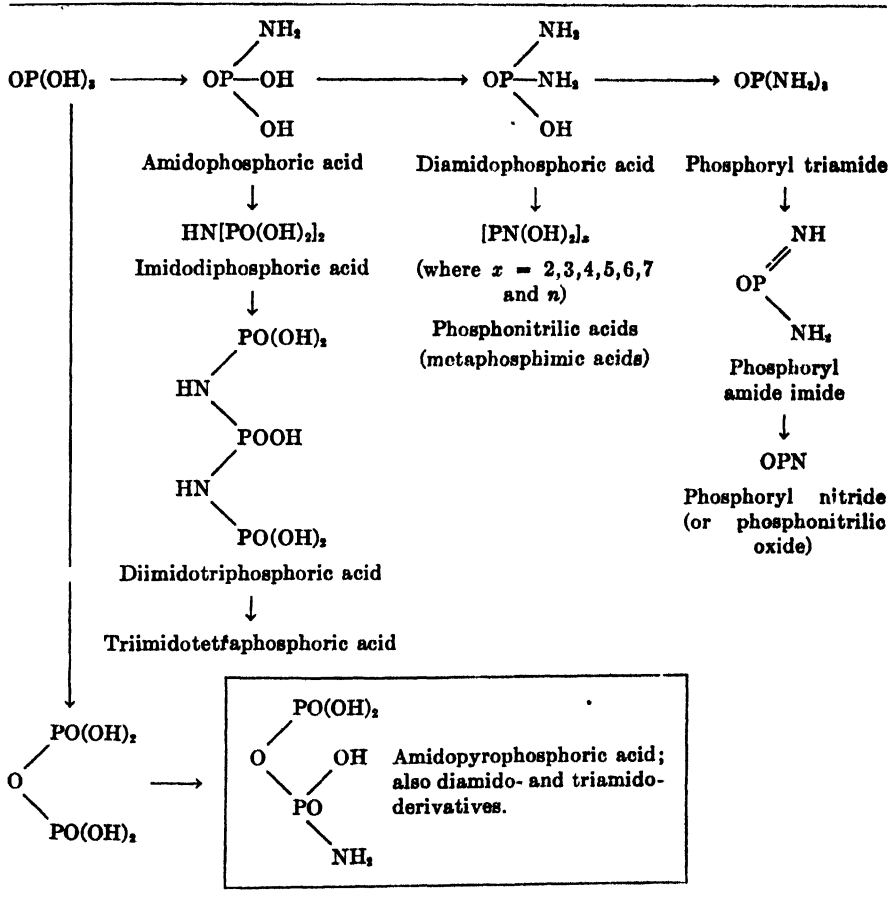 NH₂ NH₂
OP(OH)₃ OP—OH OP—NH₂ OP(NH₂)₃
OH OH
Amidophosphoric acid Diamidophosphoric acid Phosphoryl triamide
HN[PO(OH)₂]₂ [PN(OH)₂]ₓ NH
Imidodiphosphoric acid (where x = 2,3,4,5,6,7
and n)
OP
PO(OH)₂ Phosphonitrilic acids NH₂
(metaphosphimic acids)
HN Phosphoryl
amide imide
POOH
OPN
HN Phosphoryl nitride
(or phosphonitrilic
PO(OH)₂ oxide)
Diimidotriphosphoric acid
Triimidotetraphosphoric acid
PO(OH)₂
PO(OH)₂
O OH Amidopyrophosphoric acid;
O also diamido- and triamido-
PO derivatives.
PO(OH)₂
NH₂